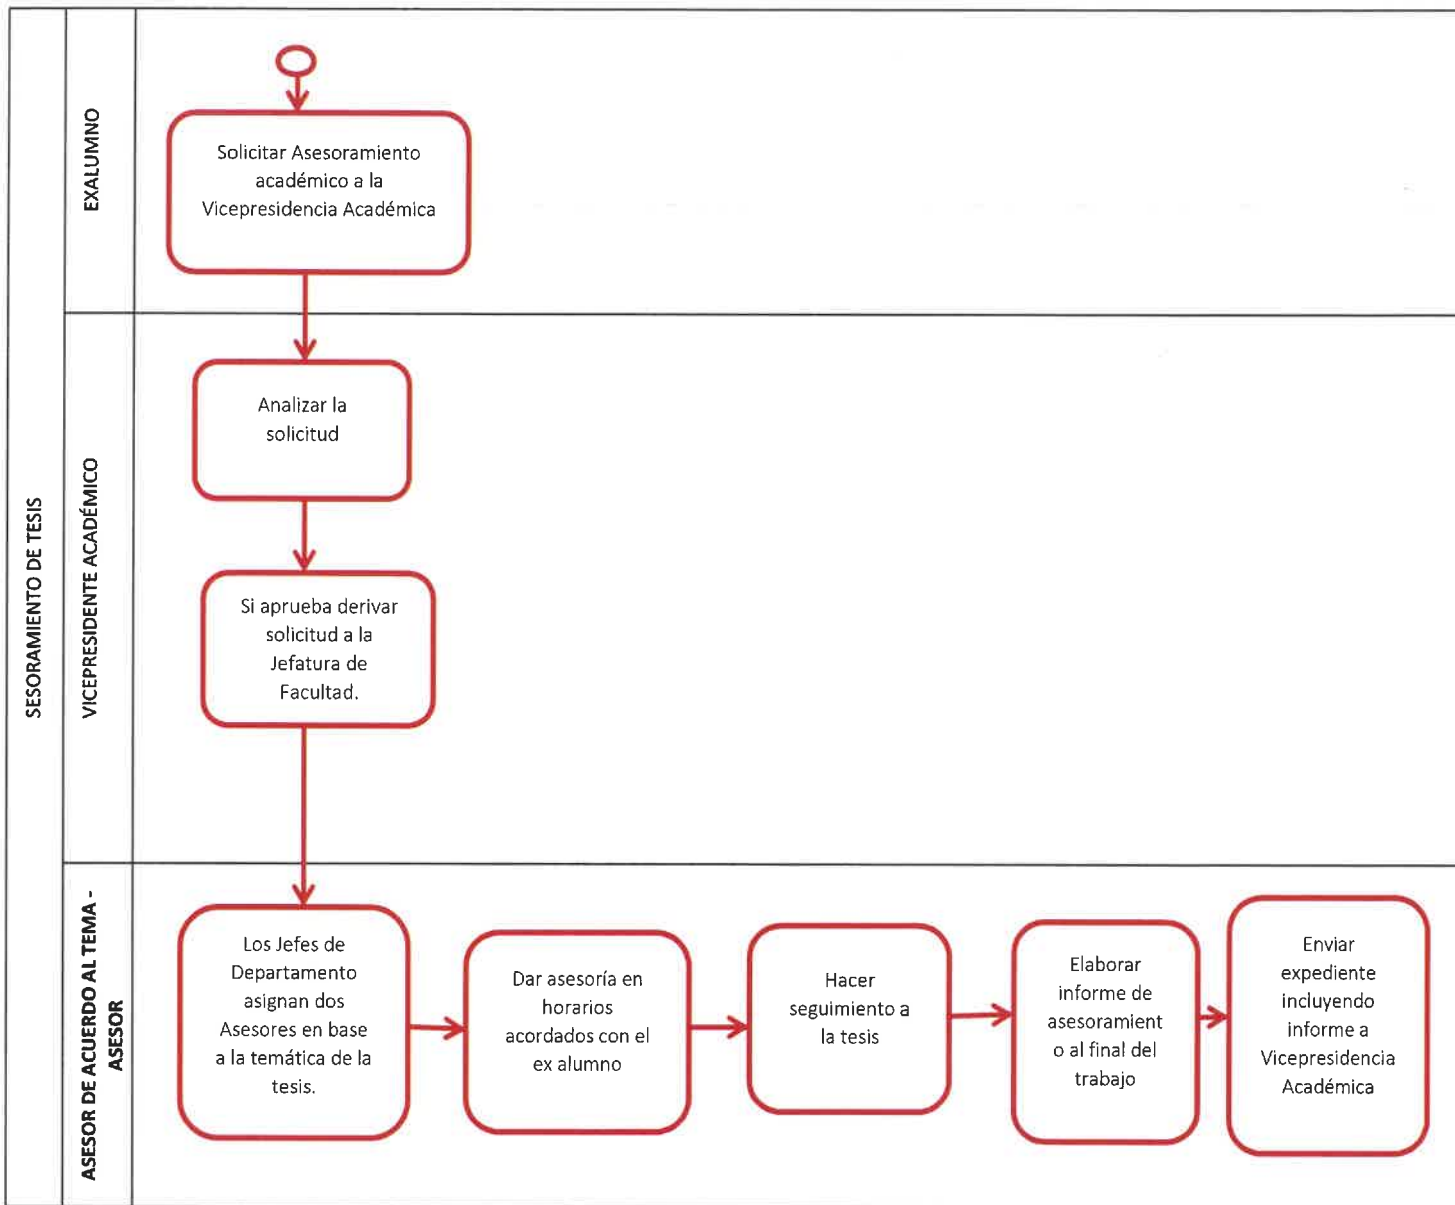 SESORAMIENTO DE TESIS
EXALUMNO
Solicitar Asesoramiento
académico a la
Vicepresidencia Académica
VICEPRESIDENTE ACADÉMICO
Analizar la
solicitud
Si aprueba derivar
solicitud a la
Jefatura de
Facultad.
ASESOR DE ACUERDO AL TEMA -
ASESOR
Los Jefes de
Departamento
asignan dos
Asesores en base
a la temática de la
tesis.
Dar asesoría en
horarios
acordados con el
ex alumno
Hacer
seguimiento a
la tesis
Elaborar
informe de
asesoramient
o al final del
trabajo
Enviar
expediente
incluyendo
informe a
Vicepresidencia
Académica